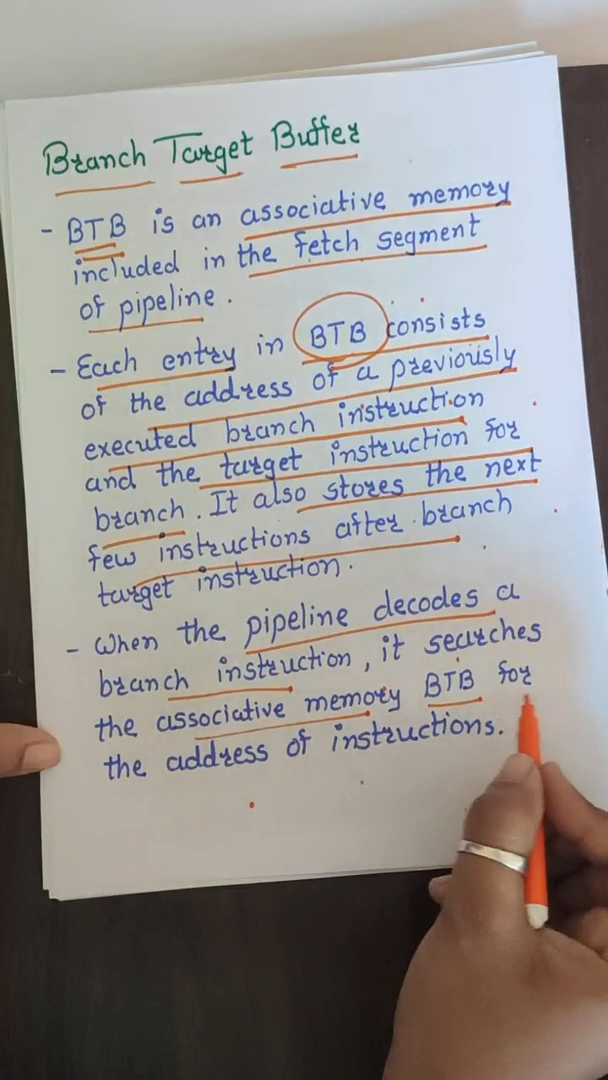 Branch Target Buffer
- BTB is an associative memory
included in the fetch segment
of pipeline.
- Each entry in BTB consists
of the address of a previously
executed branch instruction
and the target instruction for
branch. It also stores the next
few instructions after branch
target instruction.
- When the pipeline decodes a
branch instruction, it searches
the associative memory BTB for
the address of instructions.